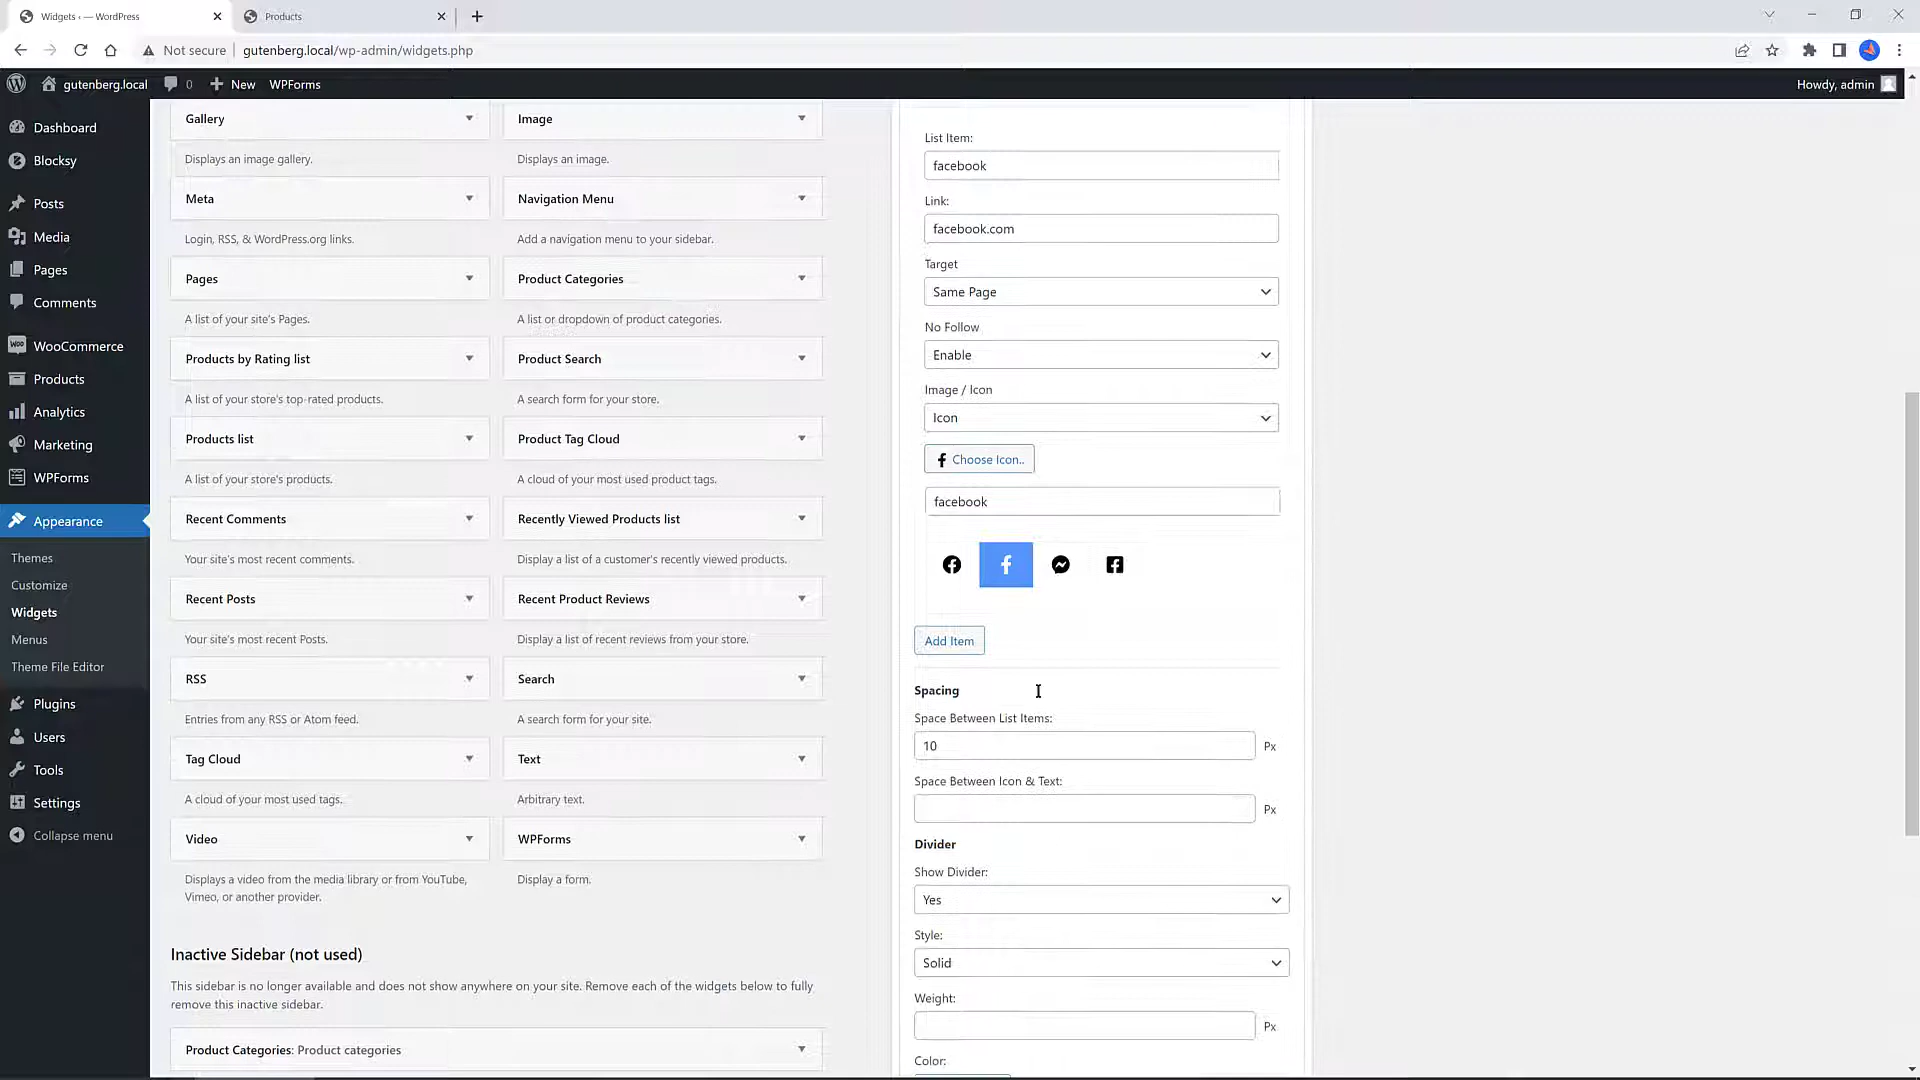 Widgets ‹ — WordPress
Products
Not secure
gutenberg.local/wp-admin/widgets.php
gutenberg.local
0
New
WPForms
Howdy, admin
Dashboard
Blocksy
Posts
Media
Pages
Comments
WooCommerce
Products
Analytics
Marketing
WPForms
Appearance
Themes
Customize
Widgets
Menus
Theme File Editor
Plugins
Users
Tools
Settings
Collapse menu
Gallery
Displays an image gallery.
Image
Displays an image.
Meta
Login, RSS, & WordPress.org links.
Navigation Menu
Add a navigation menu to your sidebar.
Pages
A list of your site's Pages.
Product Categories
A list or dropdown of product categories.
Products by Rating list
A list of your store's top-rated products.
Product Search
A search form for your store.
Products list
A list of your store's products.
Product Tag Cloud
A cloud of your most used product tags.
Recent Comments
Your site's most recent comments.
Recently Viewed Products list
Display a list of a customer's recently viewed products.
Recent Posts
Your site's most recent Posts.
Recent Product Reviews
Display a list of recent reviews from your store.
RSS
Entries from any RSS or Atom feed.
Search
A search form for your site.
Tag Cloud
A cloud of your most used tags.
Text
Arbitrary text.
Video
Displays a video from the media library or from YouTube,
Vimeo, or another provider.
WPForms
Display a form.
Inactive Sidebar (not used)
This sidebar is no longer available and does not show anywhere on your site. Remove each of the widgets below to fully
remove this inactive sidebar.
Product Categories: Product categories
List Item:
facebook
Link:
facebook.com
Target
Same Page
No Follow
Enable
Image / Icon
Icon
Choose Icon..
facebook
Add Item
Spacing
Space Between List Items:
10
Px
Space Between Icon & Text:
Px
Divider
Show Divider:
Yes
Style:
Solid
Weight:
Px
Color: